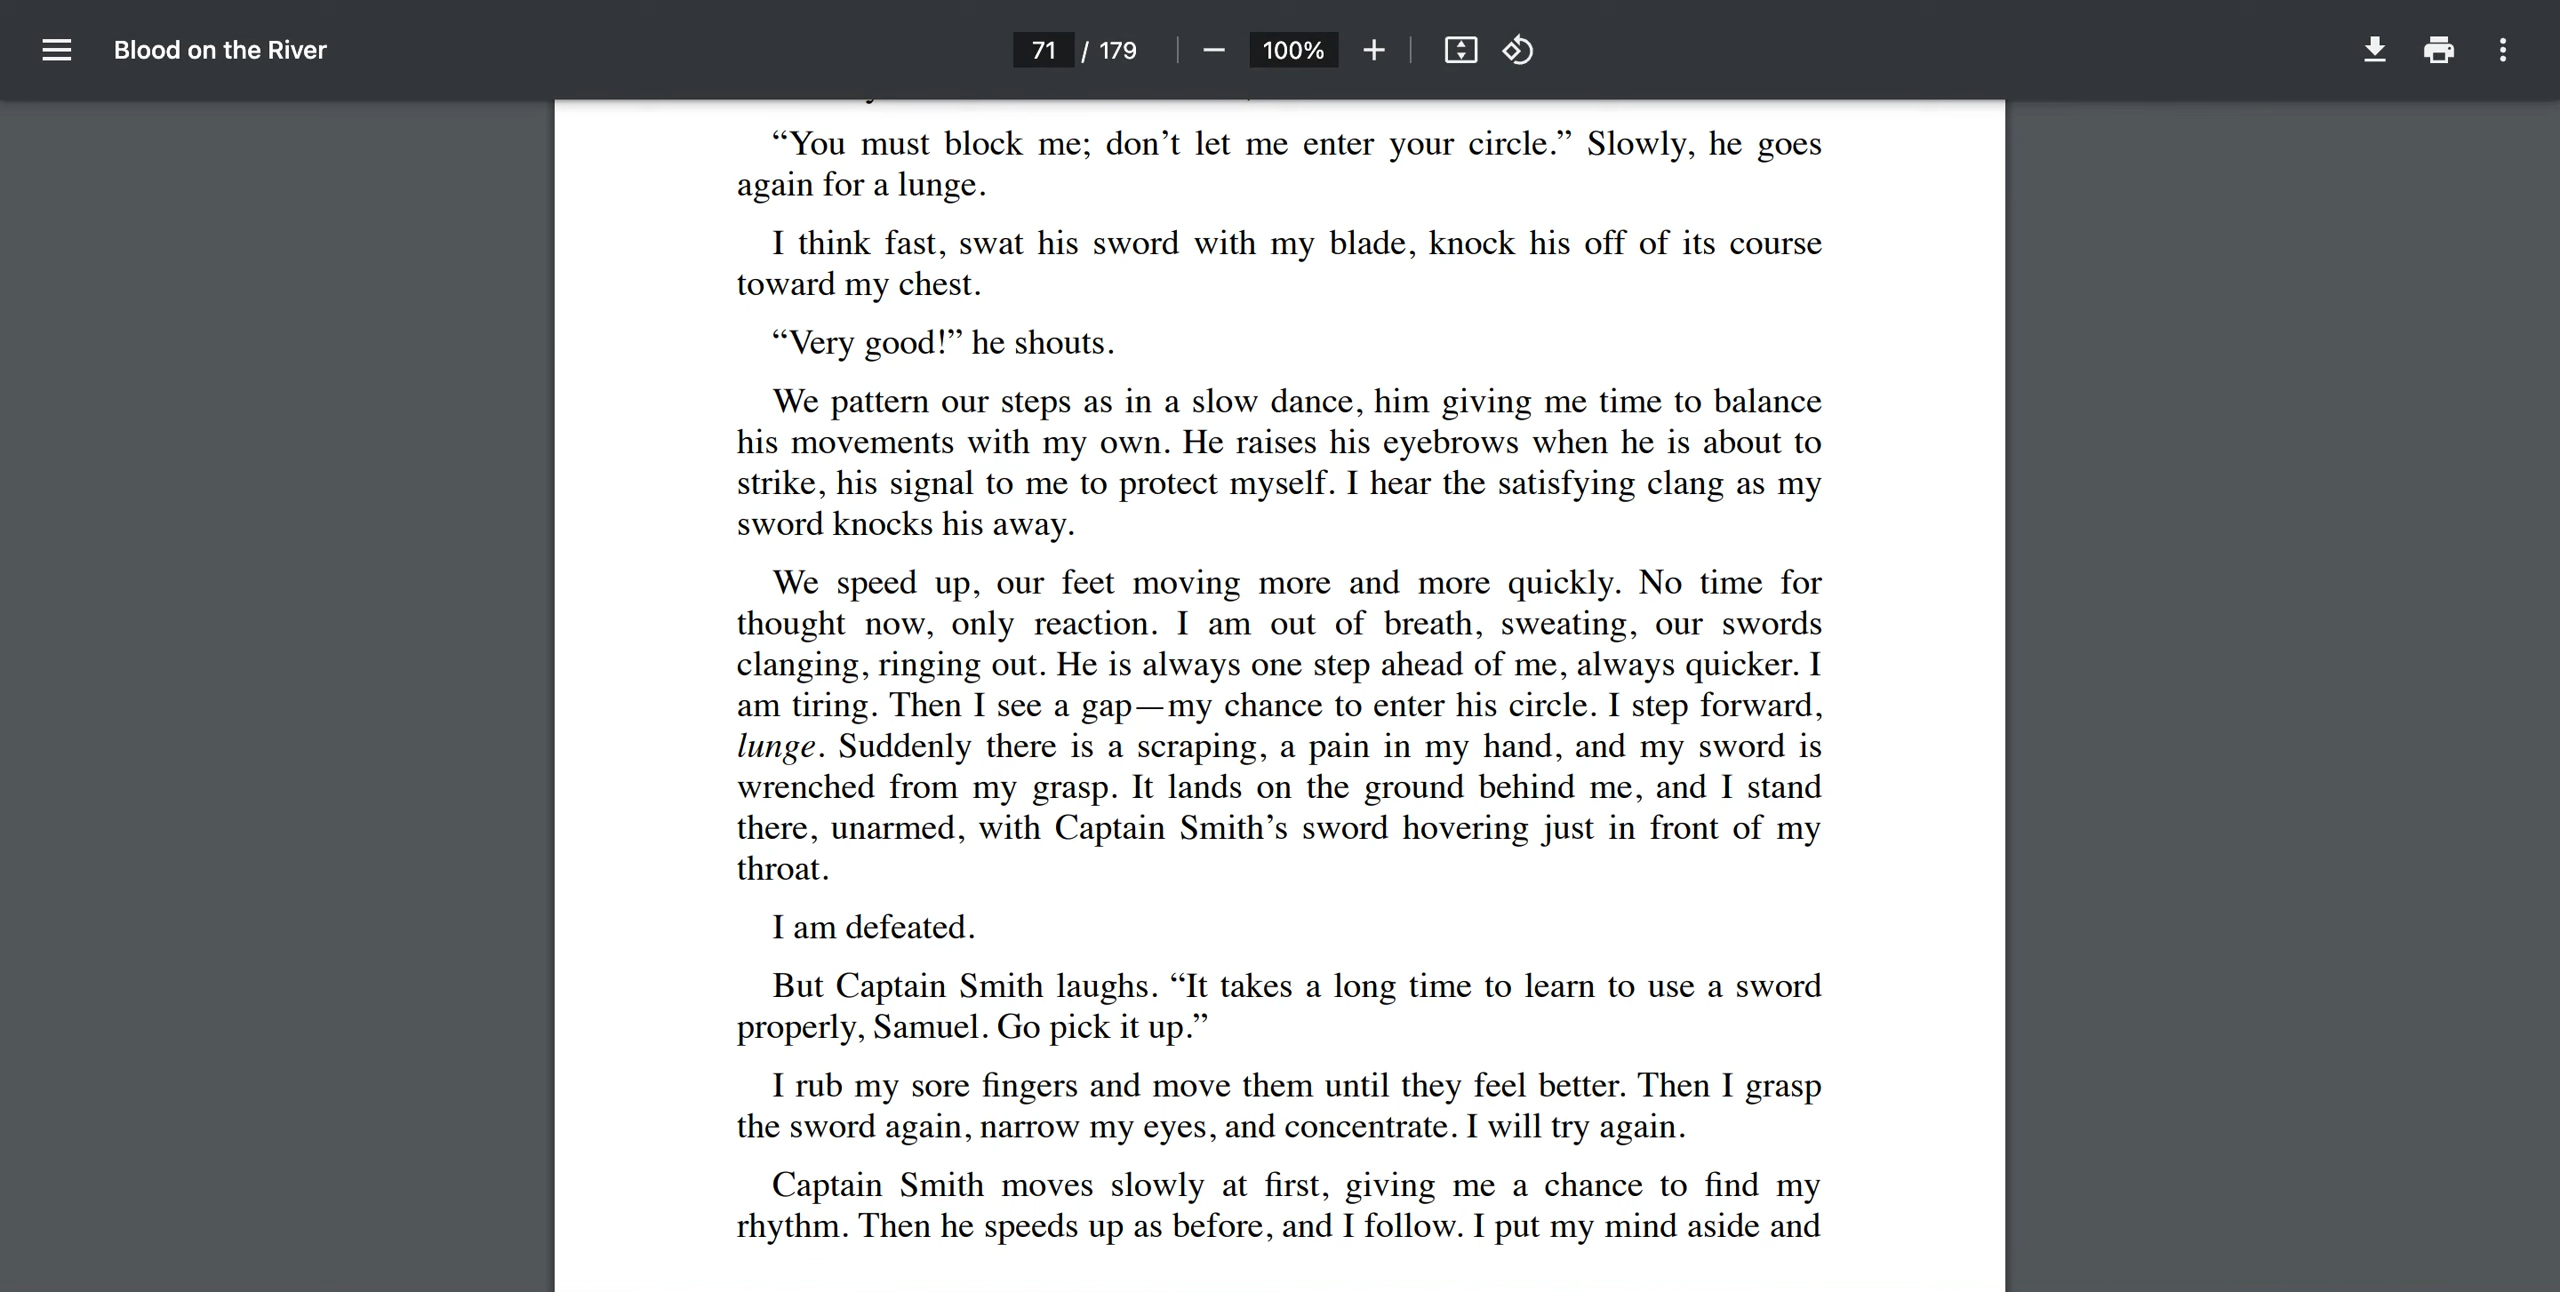 Blood on the River
71 / 179
100%
“You must block me; don’t let me enter your circle.” Slowly, he goes
again for a lunge.
I think fast, swat his sword with my blade, knock his off of its course
toward my chest.
“Very good!” he shouts.
We pattern our steps as in a slow dance, him giving me time to balance
his movements with my own. He raises his eyebrows when he is about to
strike, his signal to me to protect myself. I hear the satisfying clang as my
sword knocks his away.
We speed up, our feet moving more and more quickly. No time for
thought now, only reaction. I am out of breath, sweating, our swords
clanging, ringing out. He is always one step ahead of me, always quicker. I
am tiring. Then I see a gap—my chance to enter his circle. I step forward,
lunge. Suddenly there is a scraping, a pain in my hand, and my sword is
wrenched from my grasp. It lands on the ground behind me, and I stand
there, unarmed, with Captain Smith’s sword hovering just in front of my
throat.
I am defeated.
But Captain Smith laughs. “It takes a long time to learn to use a sword
properly, Samuel. Go pick it up.”
I rub my sore fingers and move them until they feel better. Then I grasp
the sword again, narrow my eyes, and concentrate. I will try again.
Captain Smith moves slowly at first, giving me a chance to find my
rhythm. Then he speeds up as before, and I follow. I put my mind aside and